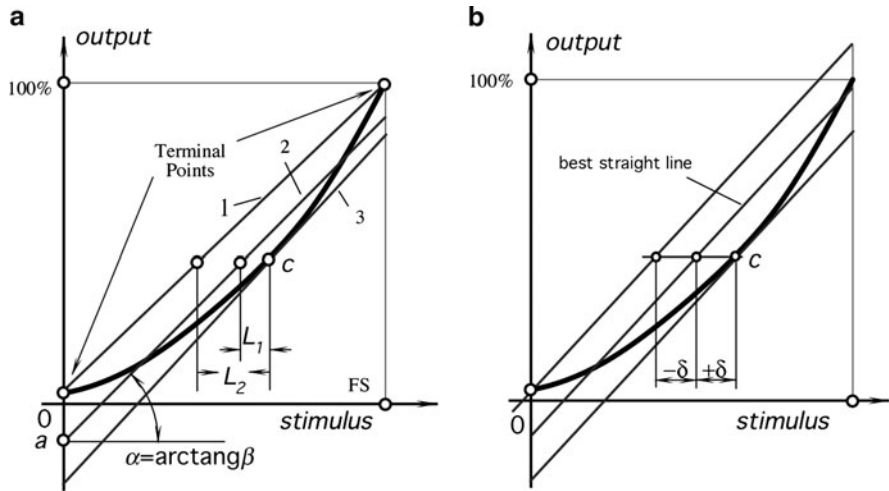 a
output
100%
Terminal
Points
1
2
3
c
L1
L2
FS
0
stimulus
a
α=arctangβ
b
output
100%
best straight line
c
-δ
+δ
0
stimulus